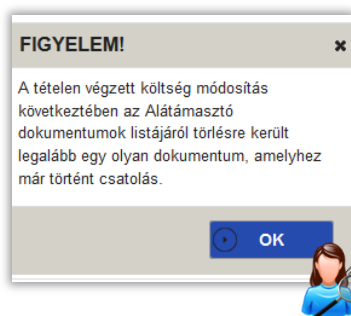 FIGYELEM!
A tételen végzett költség módosítás
következtében az Alátámasztó
dokumentumok listájáról törlésre került
legalább egy olyan dokumentum, amelyhez
már történt csatolás.
OK